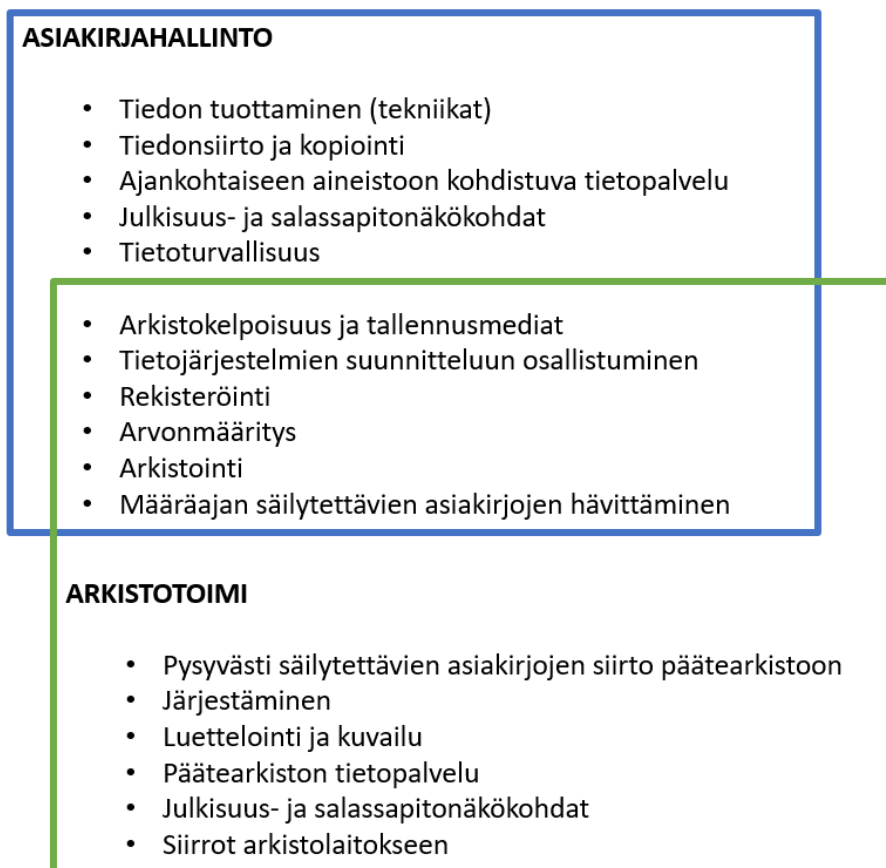 ASIAKIRJAHALLINTO
• Tiedon tuottaminen (tekniikat)
• Tiedonsiirto ja kopiointi
• Ajankohtaiseen aineistoon kohdistuva tietopalvelu
• Julkisuus- ja salassapitonäkökohdat
• Tietoturvallisuus
• Arkistokelpoisuus ja tallennusmediat
• Tietojärjestelmien suunnitteluun osallistuminen
• Rekisteröinti
• Arvonmääritys
• Arkistointi
• Määräajan säilytettävien asiakirjojen hävittäminen
ARKISTOTOIMI
• Pysyvästi säilytettävien asiakirjojen siirto päätearkistoon
• Järjestäminen
• Luettelointi ja kuvailu
• Päätearkiston tietopalvelu
• Julkisuus- ja salassapitonäkökohdat
• Siirrot arkistolaitokseen